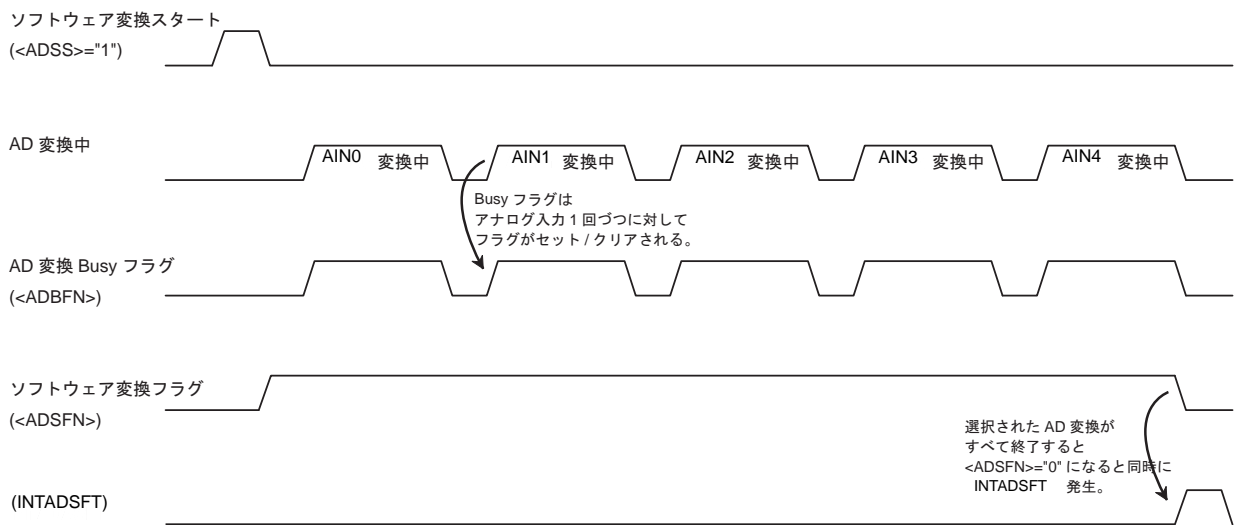 ソフトウェア変換スタート
(<ADSS>="1")
AD 変換中
AIN0 変換中
AIN1 変換中
AIN2 変換中
AIN3 変換中
AIN4 変換中
Busy フラグは
アナログ入力 1 回づつに対して
フラグがセット / クリアされる。
AD 変換 Busy フラグ
(<ADBFN>)
ソフトウェア変換フラグ
(<ADSFN>)
選択された AD 変換が
すべて終了すると
<ADSFN>="0" になると同時に
INTADSFT 発生。
(INTADSFT)